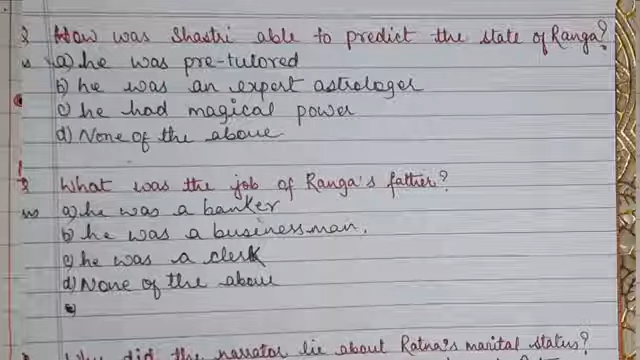 Q How was Shastri able to predict the state of Ranga?
a) he was pre-tutored
b) he was an expert astrologer
c) he had magical power
d) None of the above
Q What was the job of Ranga's father?
a) he was a banker
b) he was a businessman.
c) he was a clerk
d) None of the above
Why did the narrator lie about Ratna's marital status?